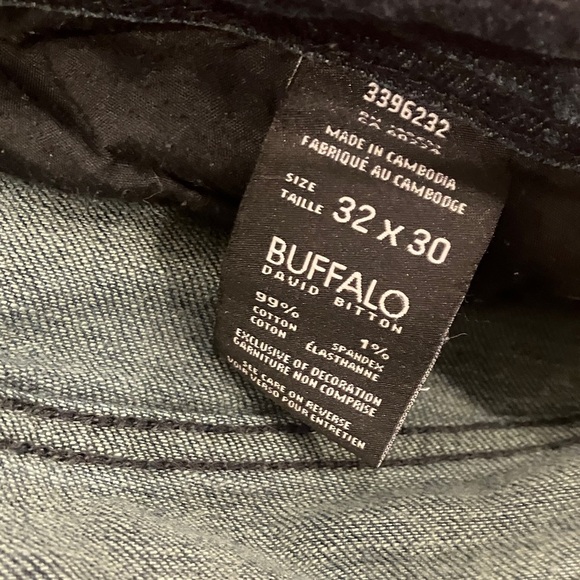 3396232
MADE IN CAMBODIA
FABRIQUÉ AU CAMBODGE
SIZE
TAILLE 32 X 30
BUFFALO
DAVID BITTON
99% 1%
COTTON SPANDEX
COTON ÉLASTHANNE
EXCLUSIVE OF DECORATION
GARNITURE NON COMPRISE
SEE CARE ON REVERSE
VOIR VERSO POUR ENTRETIEN